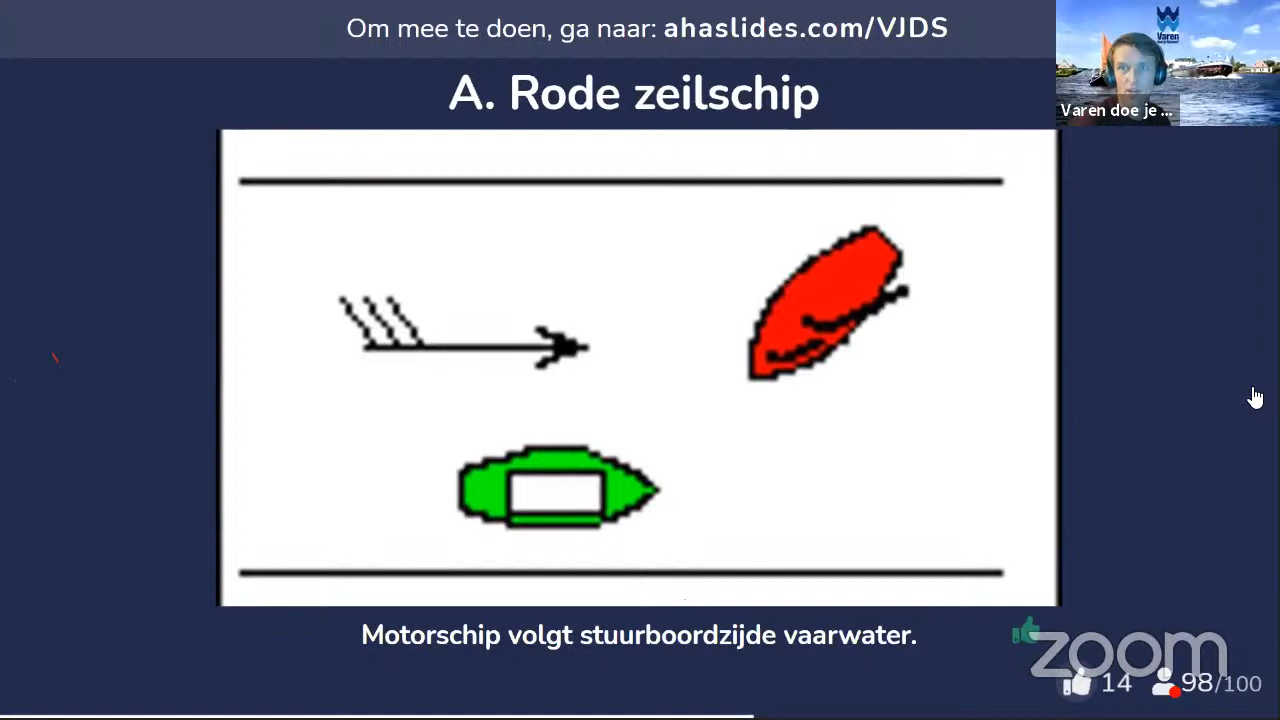 Om mee te doen, ga naar: ahaslides.com/VJDS
A. Rode zeilschip
Varen
Varen doe je ...
Motorschip volgt stuurboordzijde vaarwater.
zoom
14 98/100